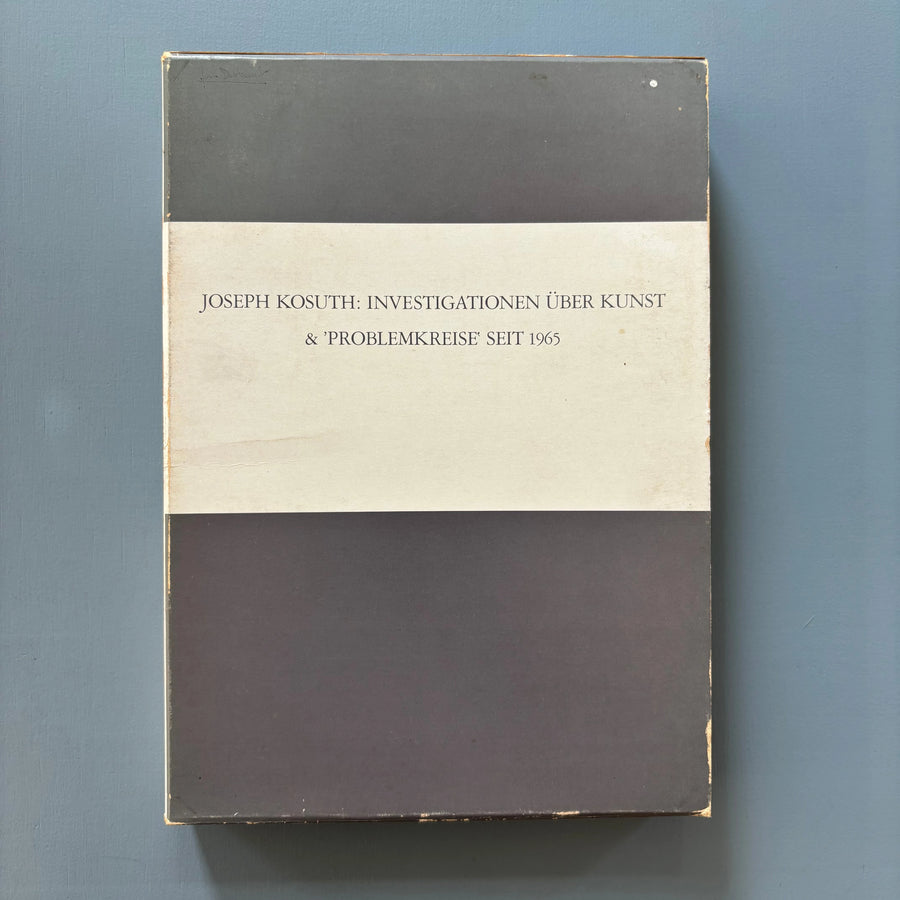 JOSEPH KOSUTH: INVESTIGATIONEN ÜBER KUNST
& 'PROBLEMKREISE' SEIT 1965